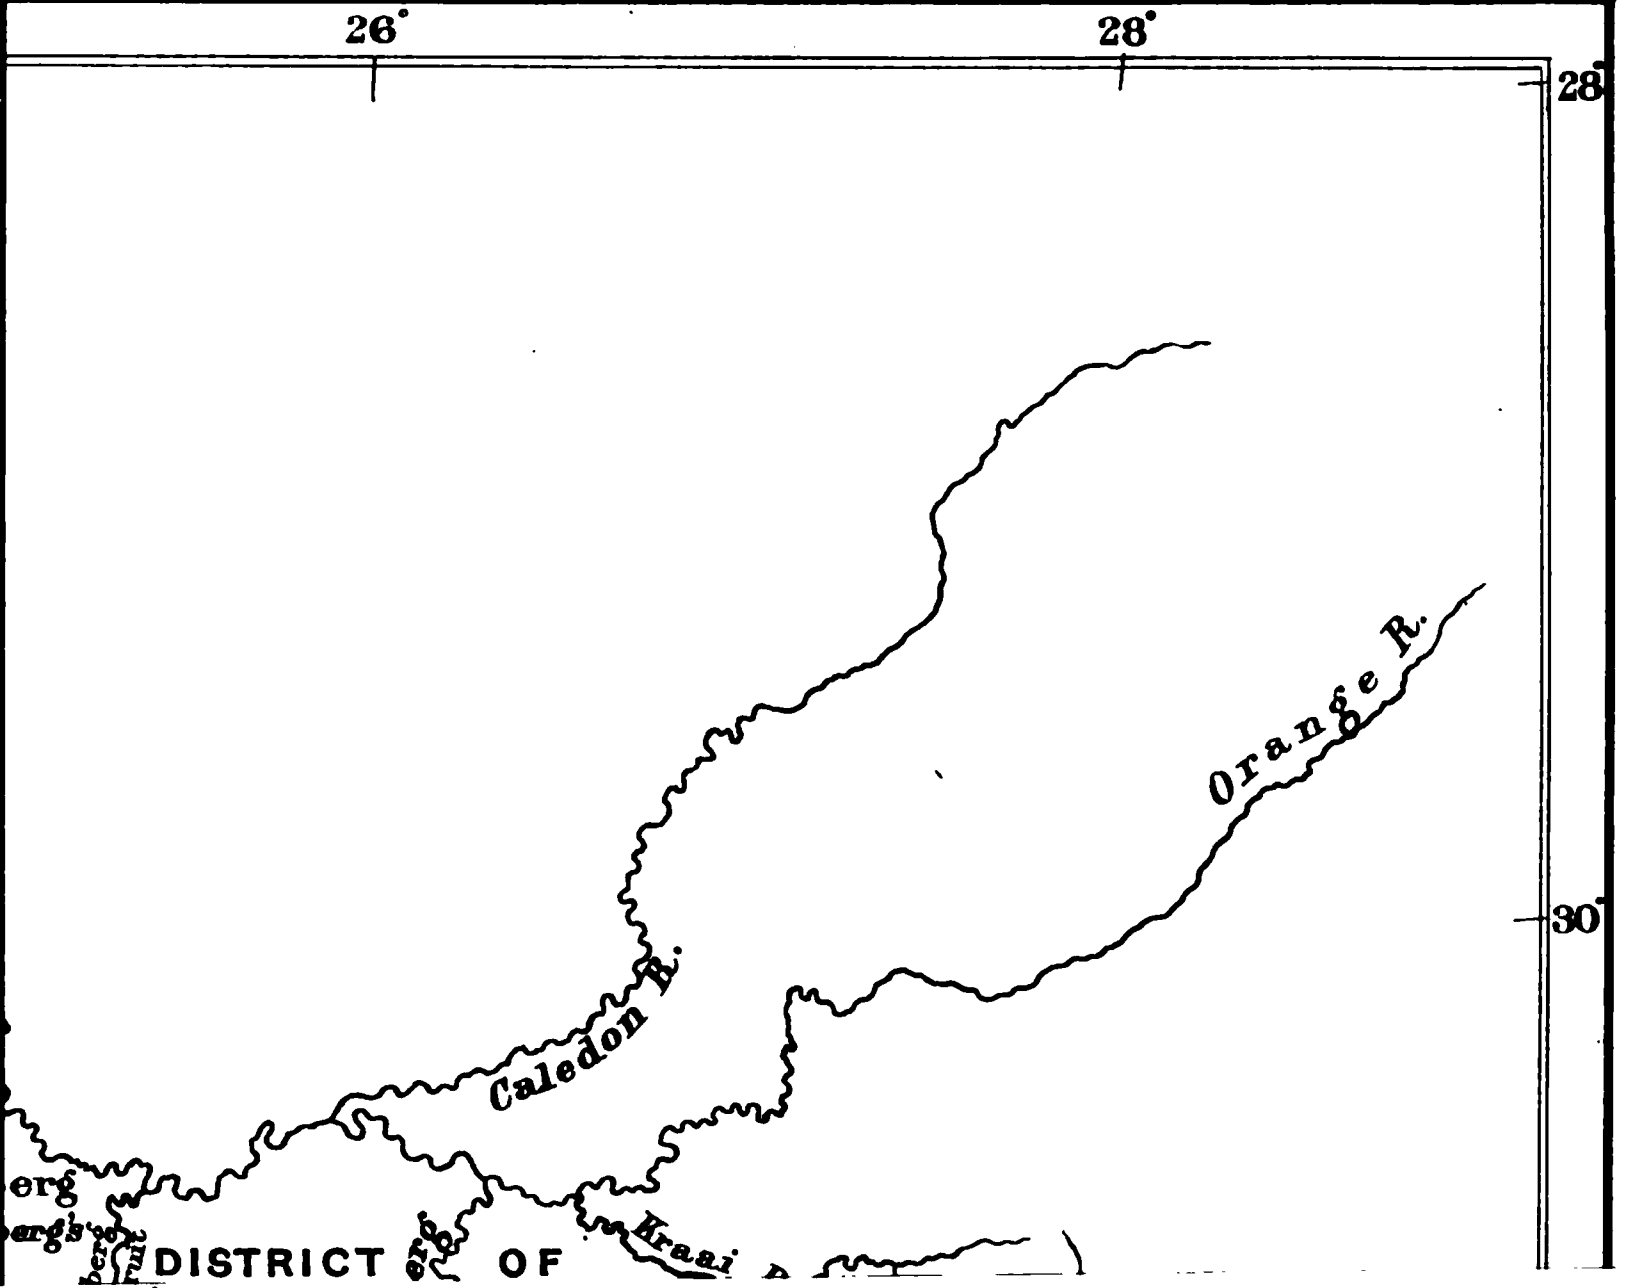 26°
28°
28°
30°
Orange R.
Caledon R.
erg
DISTRICT OF
Kraai